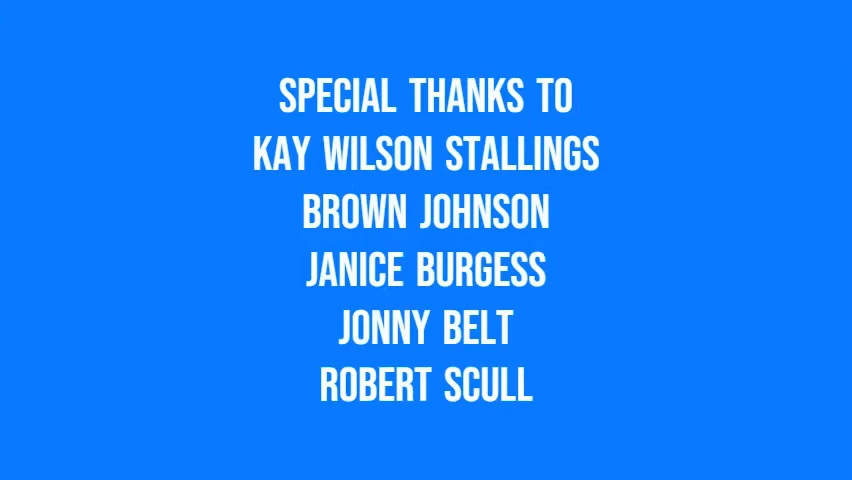 SPECIAL THANKS TO
KAY WILSON STALLINGS
BROWN JOHNSON
JANICE BURGESS
JONNY BELT
ROBERT SCULL